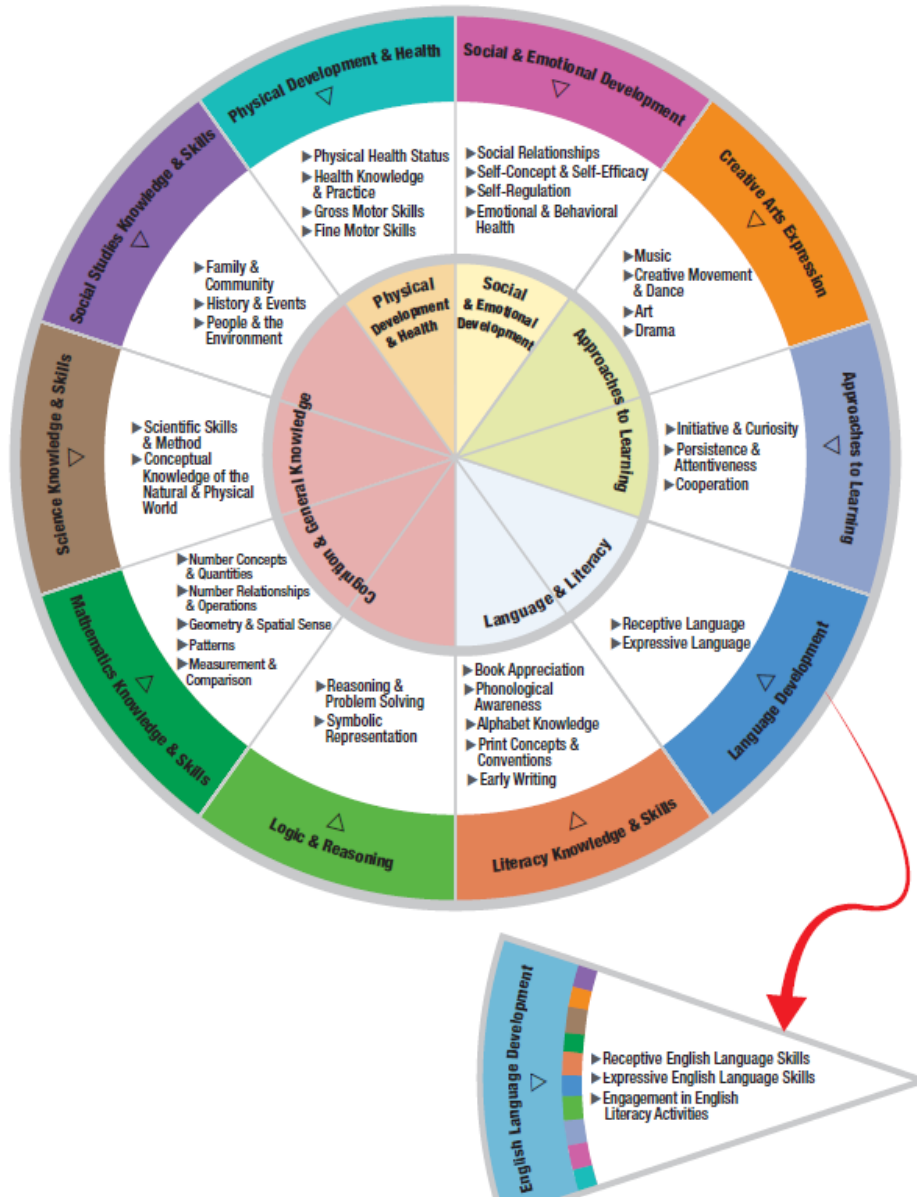 Physical Development & Health
▶Physical Health Status
▶Health Knowledge
& Practice
▶Gross Motor Skills
▶Fine Motor Skills
Social & Emotional Development
▶Social Relationships
▶Self-Concept & Self-Efficacy
▶Self-Regulation
▶Emotional & Behavioral
Health
Creative Arts Expression
▶Music
▶Creative Movement
& Dance
▶Art
▶Drama
Approaches to Learning
▶Initiative & Curiosity
▶Persistence &
Attentiveness
▶Cooperation
Language Development
▶Receptive Language
▶Expressive Language
Literacy Knowledge & Skills
▶Book Appreciation
▶Phonological
Awareness
▶Alphabet Knowledge
▶Print Concepts &
Conventions
▶Early Writing
Logic & Reasoning
▶Reasoning &
Problem Solving
▶Symbolic
Representation
Mathematics Knowledge & Skills
▶Number Concepts
& Quantities
▶Number Relationships
& Operations
▶Geometry & Spatial Sense
▶Patterns
▶Measurement &
Comparison
Science Knowledge & Skills
▶Scientific Skills
& Method
▶Conceptual
Knowledge of the
Natural & Physical
World
Social Studies Knowledge & Skills
▶Family &
Community
▶History & Events
▶People & the
Environment
Physical
Development
& Health
Social
& Emotional
Development
Approaches to Learning
Language & Literacy
Cognition & General Knowledge
English Language Development
▶Receptive English Language Skills
▶Expressive English Language Skills
▶Engagement in English
Literacy Activities